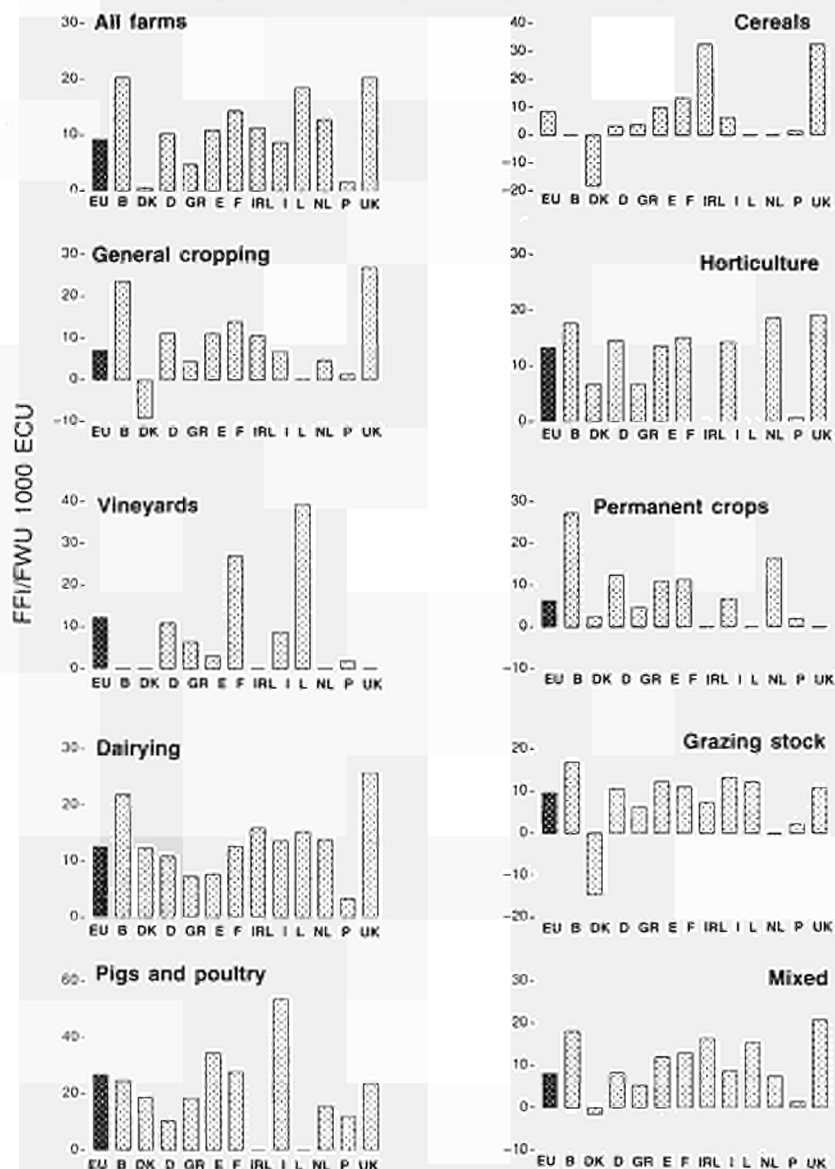 FFI/FWU 1000 ECU
All farms
30-
20-
10-
0-
EU B DK D GR E F IRL I L NL P UK
Cereals
40-
30-
20-
10-
0-
-10-
-20-
EU B DK D GR E F IRL I L NL P UK
General cropping
30-
20-
10-
0-
-10-
EU B DK D GR E F IRL I L NL P UK
Horticulture
30-
20-
10-
0-
EU B DK D GR E F IRL I L NL P UK
Vineyards
40-
30-
20-
10-
0-
EU B DK D GR E F IRL I L NL P UK
Permanent crops
30-
20-
10-
0-
-10-
EU B DK D GR E F IRL I L NL P UK
Dairying
30-
20-
10-
0-
EU B DK D GR E F IRL I L NL P UK
Grazing stock
20-
10-
0-
-10-
-20-
EU B DK D GR E F IRL I L NL P UK
Pigs and poultry
60-
40-
20-
0-
EU B DK D GR E F IRL I L NL P UK
Mixed
30-
20-
10-
0-
-10-
EU B DK D GR E F IRL I L NL P UK